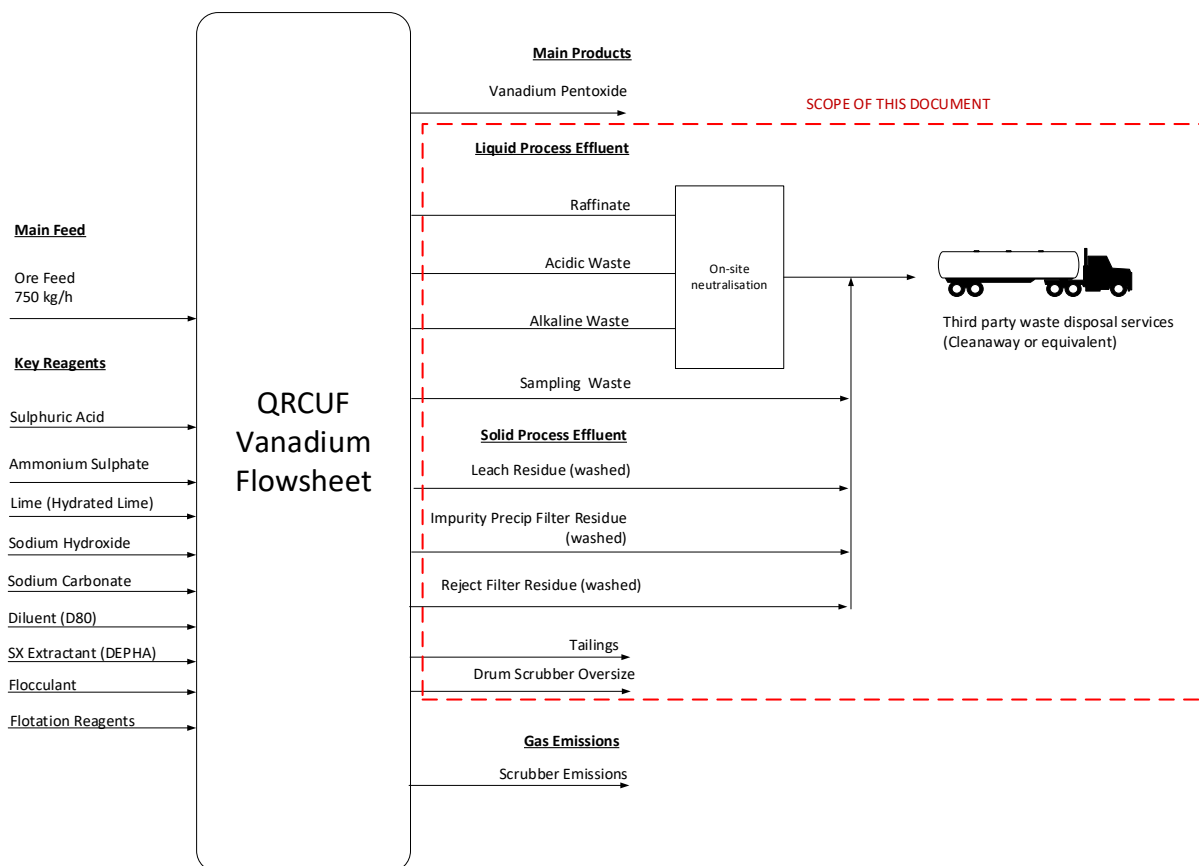 Main Products
Vanadium Pentoxide
SCOPE OF THIS DOCUMENT
Liquid Process Effluent
Raffinate
Acidic Waste
Alkaline Waste
On-site
neutralisation
Sampling Waste
Third party waste disposal services
(Cleanaway or equivalent)
Main Feed
Ore Feed
750 kg/h
Key Reagents
Sulphuric Acid
Ammonium Sulphate
Lime (Hydrated Lime)
Sodium Hydroxide
Sodium Carbonate
Diluent (D80)
SX Extractant (DEPHA)
Flocculant
Flotation Reagents
QRCUF
Vanadium
Flowsheet
Solid Process Effluent
Leach Residue (washed)
Impurity Precip Filter Residue
(washed)
Reject Filter Residue (washed)
Tailings
Drum Scrubber Oversize
Gas Emissions
Scrubber Emissions